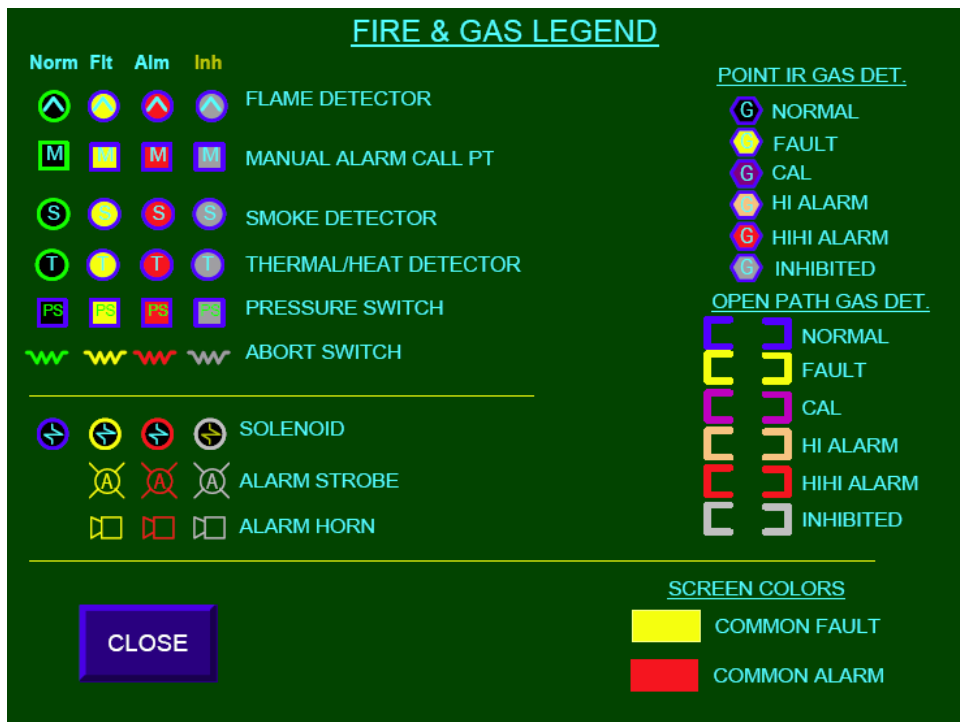 FIRE & GAS LEGEND
Norm Flt Alm Inh
FLAME DETECTOR
M M M M MANUAL ALARM CALL PT
S S S S SMOKE DETECTOR
T T T T THERMAL/HEAT DETECTOR
PS PS PS PS PRESSURE SWITCH
ABORT SWITCH
SOLENOID
A A A ALARM STROBE
ALARM HORN
CLOSE
POINT IR GAS DET.
G NORMAL
G FAULT
G CAL
G HI ALARM
G HIHI ALARM
G INHIBITED
OPEN PATH GAS DET.
NORMAL
FAULT
CAL
HI ALARM
HIHI ALARM
INHIBITED
SCREEN COLORS
COMMON FAULT
COMMON ALARM